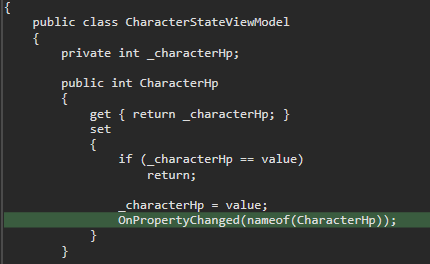 {
    public class CharacterStateViewModel
    {
        private int _characterHp;

        public int CharacterHp
        {
            get { return _characterHp; }
            set
            {
                if (_characterHp == value)
                    return;

                _characterHp = value;
                OnPropertyChanged(nameof(CharacterHp));
            }
        }